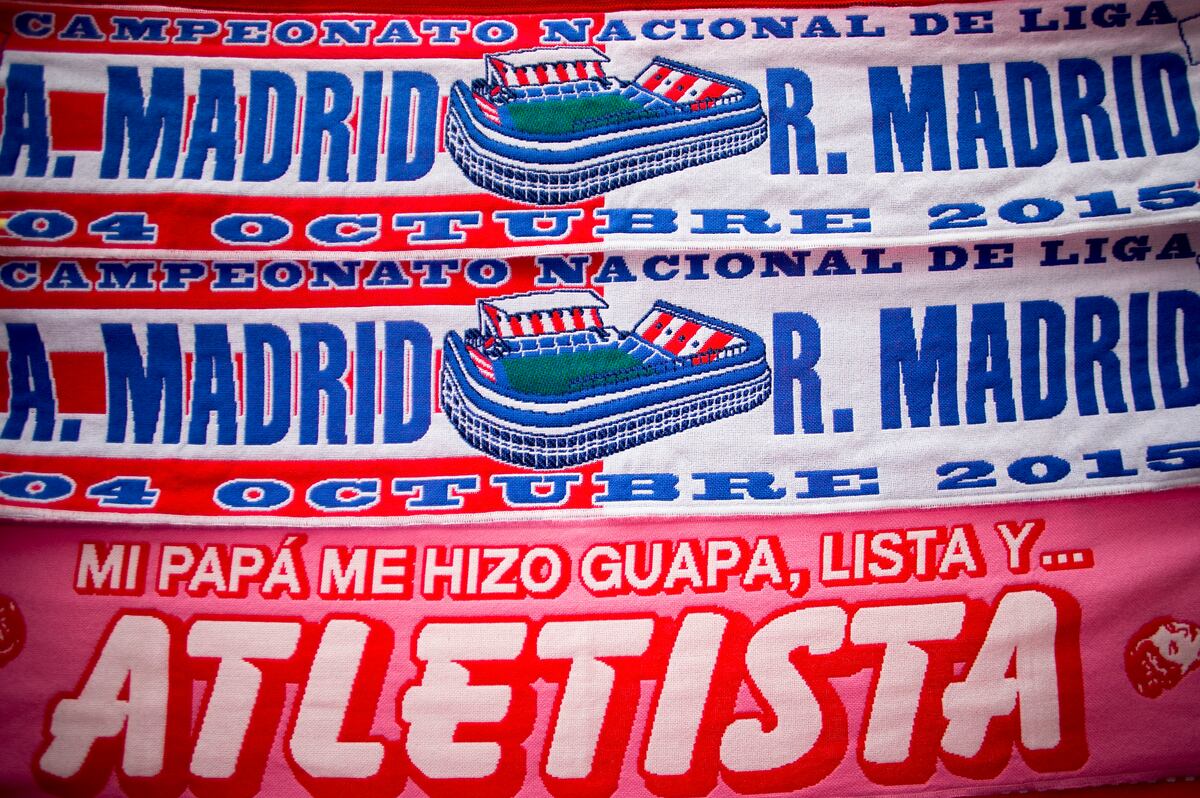 CAMPEONATO NACIONAL DE LIGA
A. MADRID R. MADRID
04 OCTUBRE 2015
CAMPEONATO NACIONAL DE LIGA
A. MADRID R. MADRID
04 OCTUBRE 2015
MI PAPÁ ME HIZO GUAPA, LISTA Y...
ATLETISTA